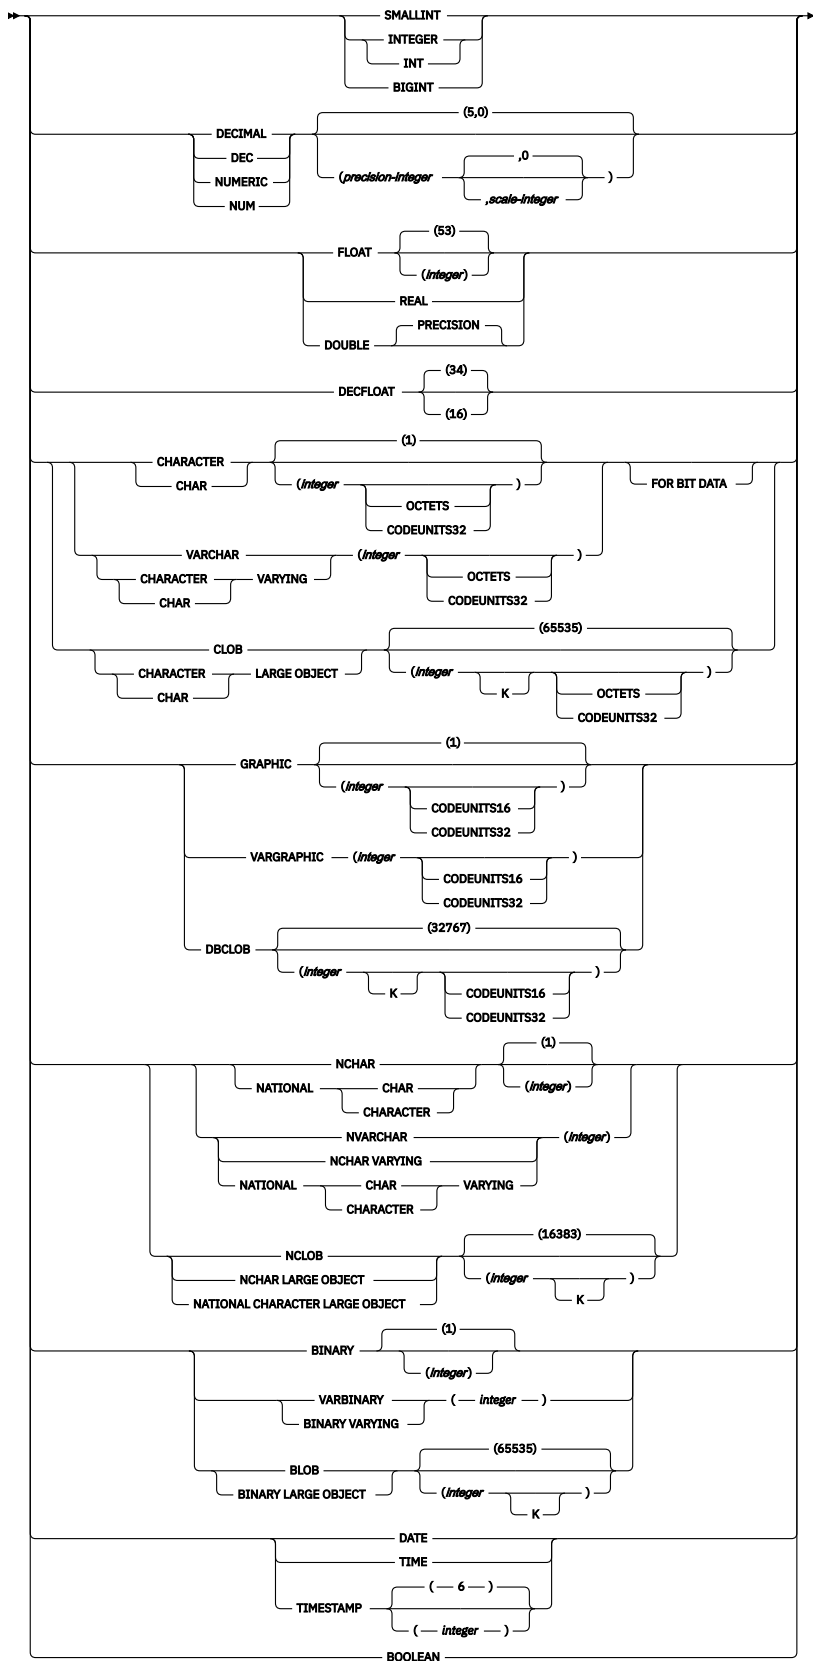 SMALLINT
INTEGER
INT
BIGINT
(5,0)
DECIMAL
DEC
,0
NUMERIC
(precision-integer )
NUM
,scale-integer
(53)
FLOAT
(integer)
REAL
PRECISION
DOUBLE
(34)
DECFLOAT
(16)
(1)
CHARACTER
CHAR
(integer )
FOR BIT DATA
OCTETS
CODEUNITS32
VARCHAR (integer )
CHARACTER VARYING
OCTETS
CHAR
CODEUNITS32
(65535)
CLOB
CHARACTER LARGE OBJECT
(integer )
CHAR
K OCTETS
CODEUNITS32
(1)
GRAPHIC
(integer )
CODEUNITS16
CODEUNITS32
VARGRAPHIC (integer )
CODEUNITS16
CODEUNITS32
(32767)
DBCLOB
(integer )
K CODEUNITS16
CODEUNITS32
(1)
NCHAR
NATIONAL CHAR (integer)
CHARACTER
NVARCHAR (integer)
NCHAR VARYING
NATIONAL CHAR VARYING
CHARACTER
(16383)
NCLOB
NCHAR LARGE OBJECT (integer )
NATIONAL CHARACTER LARGE OBJECT K
(1)
BINARY
(integer)
VARBINARY ( integer )
BINARY VARYING
(65535)
BLOB
BINARY LARGE OBJECT (integer )
K
DATE
TIME
( 6 )
TIMESTAMP
( integer )
BOOLEAN